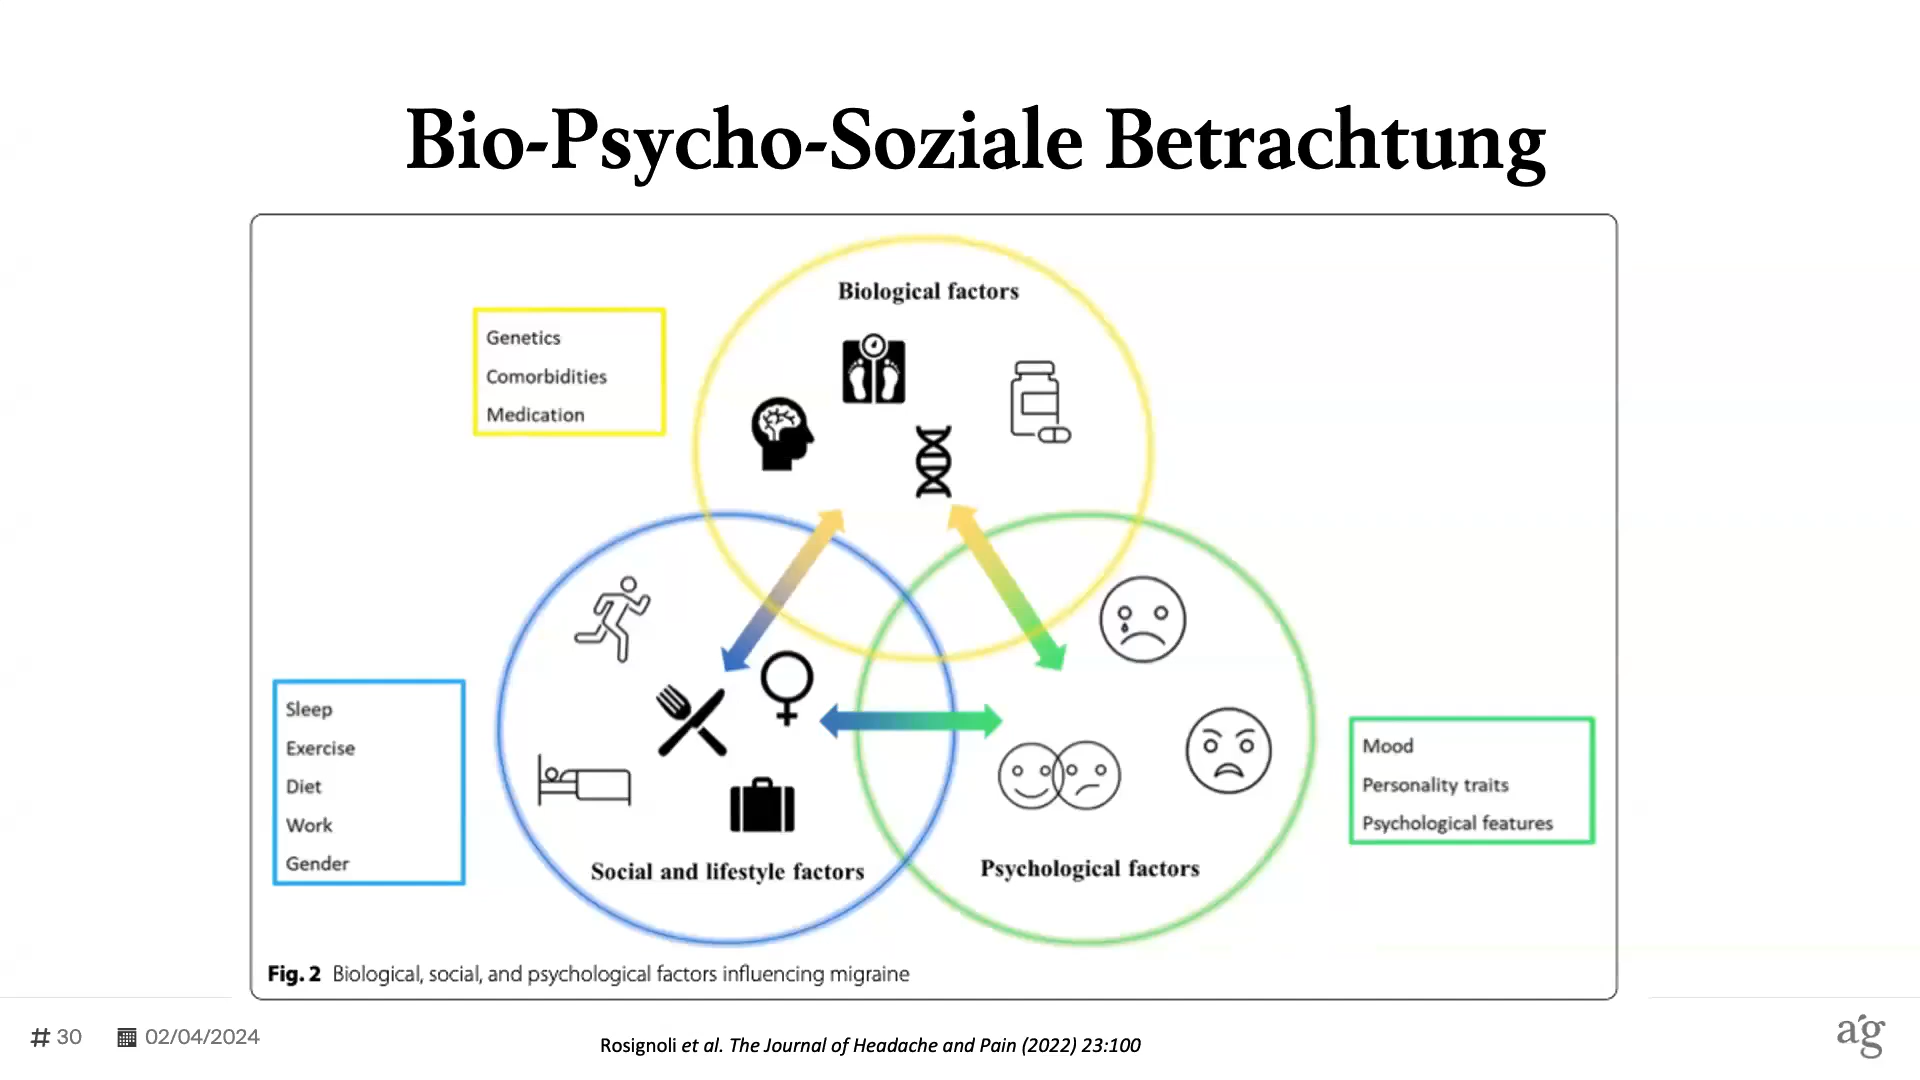 Bio-Psycho-Soziale Betrachtung
Biological factors
Genetics
Comorbidities
Medication
Sleep
Exercise
Diet
Work
Gender
Social and lifestyle factors
Psychological factors
Mood
Personality traits
Psychological features
Fig. 2 Biological, social, and psychological factors influencing migraine
# 30 02/04/2024
Rosignoli et al. The Journal of Headache and Pain (2022) 23:100
a'g